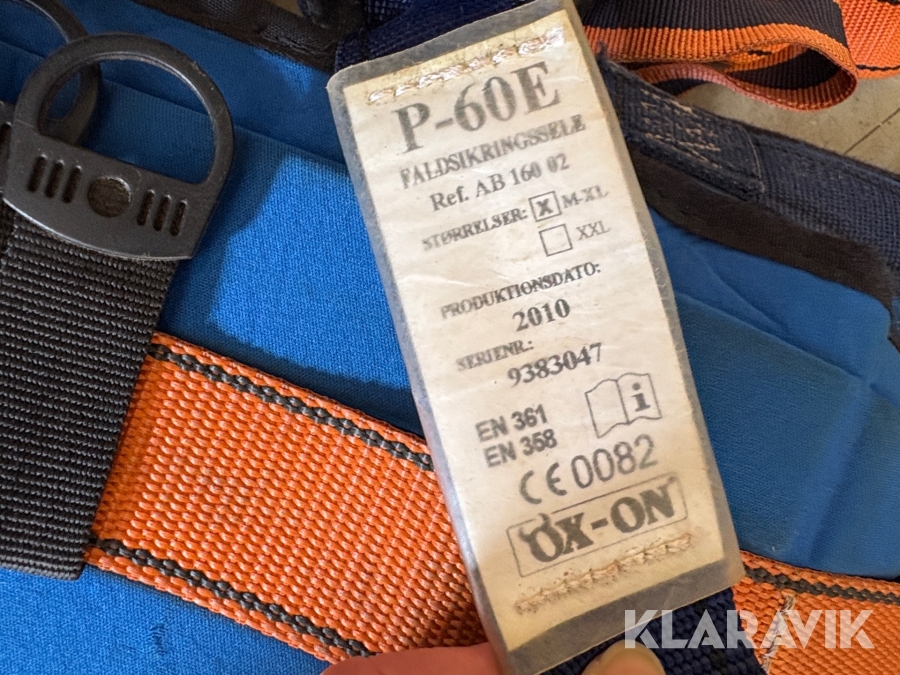 P-60E
FALDSIKRINGSSELE
Ref. AB 160 02
STØRRELSER: X M-XL
XXL
PRODUKTIONSDATO:
2010
SERIENR.:
9383047
EN 361
EN 358
i
CE 0082
OX-ON
KLARAVIK